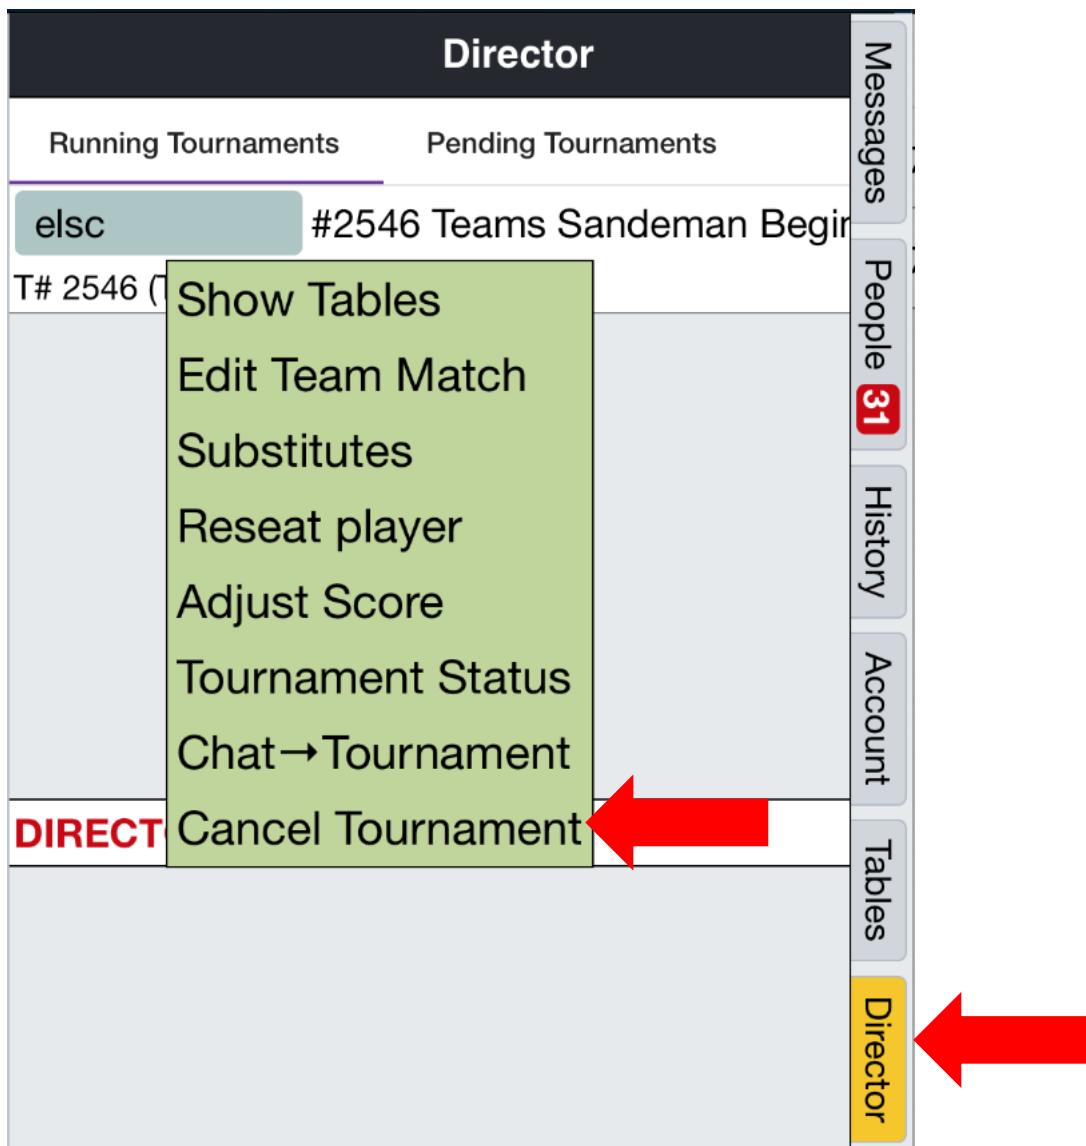 Director
Running Tournaments
Pending Tournaments
elsc
#2546 Teams Sandeman Begin
T# 2546 (T
Show Tables
Edit Team Match
Substitutes
Reseat player
Adjust Score
Tournament Status
Chat→Tournament
Cancel Tournament
DIRECT
Messages
People 31
History
Account
Tables
Director